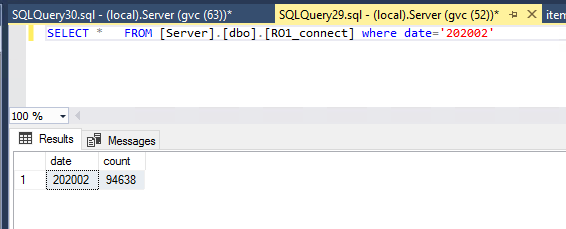 SQLQuery30.sql - (local).Server (gvc (63))* SQLQuery29.sql - (local).Server (gvc (52))* item
SELECT * FROM [Server].[dbo].[RO1_connect] where date='202002'
100 %
Results Messages
date count
1 202002 94638